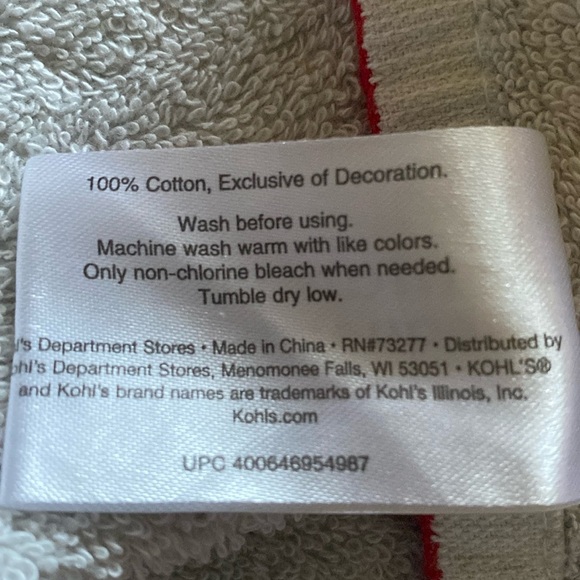 100% Cotton, Exclusive of Decoration.
Wash before using.
Machine wash warm with like colors.
Only non-chlorine bleach when needed.
Tumble dry low.
l's Department Stores • Made in China • RN#73277 • Distributed by
ohl's Department Stores, Menomonee Falls, WI 53051 • KOHL'S®
and Kohl's brand names are trademarks of Kohl's Illinois, Inc.
Kohls.com
UPC 400646954987